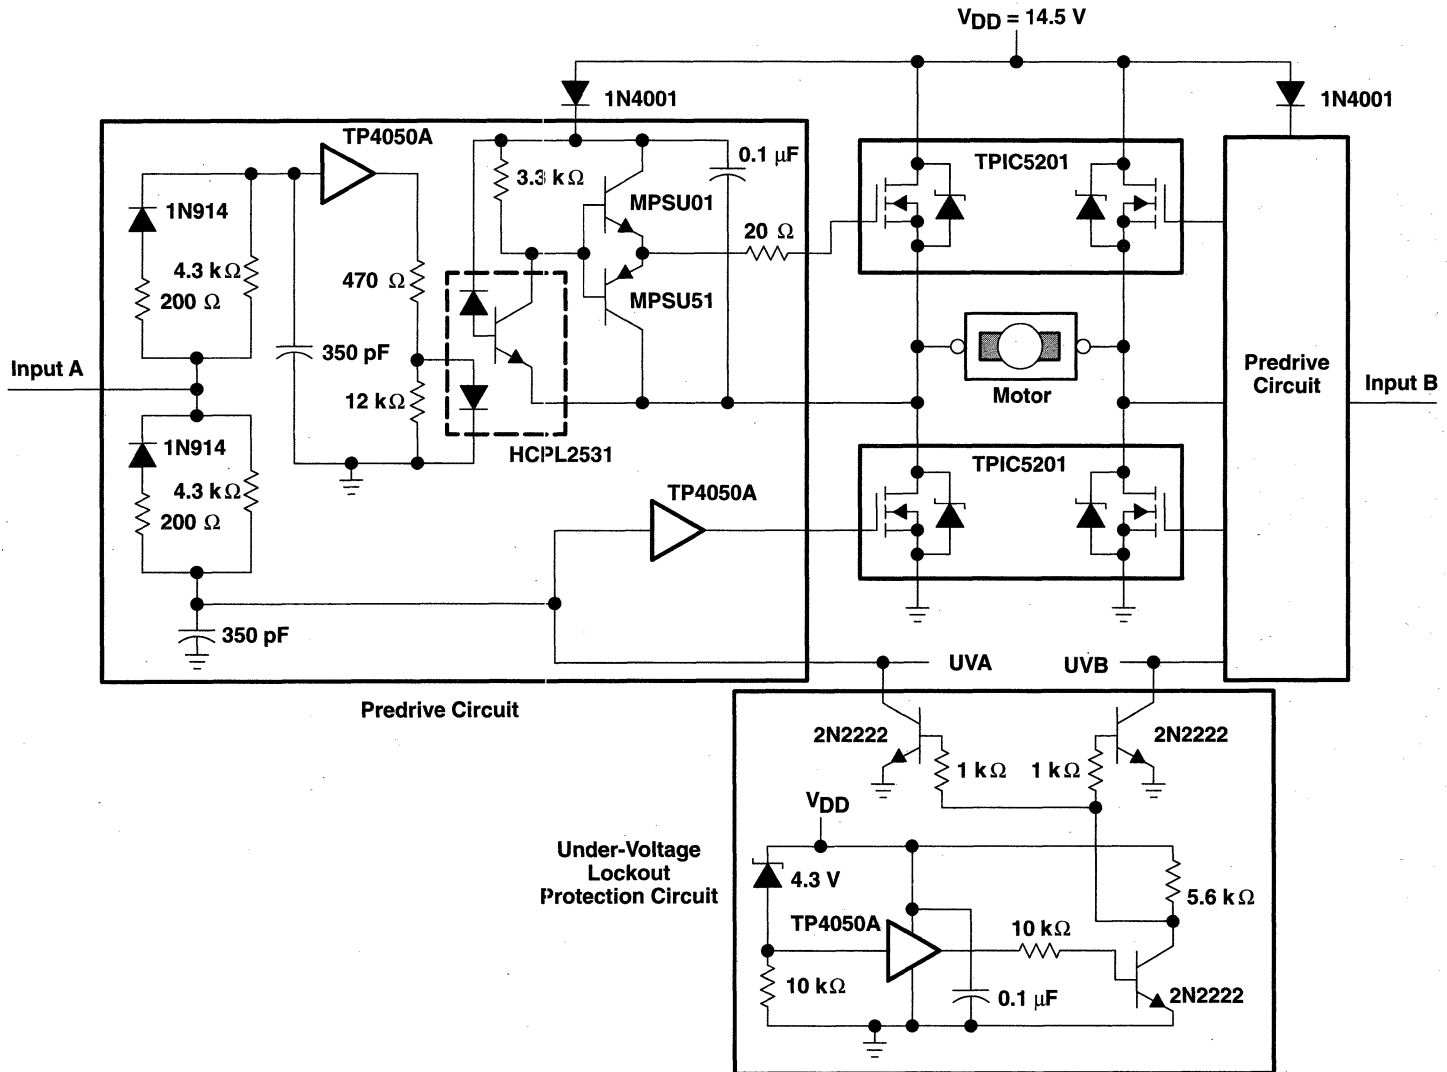 VDD = 14.5 V
1N4001
1N4001
TP4050A
TPIC5201
0.1 μF
3.3 kΩ
1N914
MPSU01
20 Ω
4.3 kΩ
470 Ω
200 Ω
MPSU51
350 pF
Input A
Predrive
Circuit
Input B
Motor
12 kΩ
1N914
HCPL2531
TPIC5201
4.3 kΩ
200 Ω
TP4050A
350 pF
UVA
UVB
Predrive Circuit
2N2222
2N2222
1 kΩ
1 kΩ
VDD
Under-Voltage
Lockout
Protection Circuit
4.3 V
5.6 kΩ
TP4050A
10 kΩ
10 kΩ
0.1 μF
2N2222